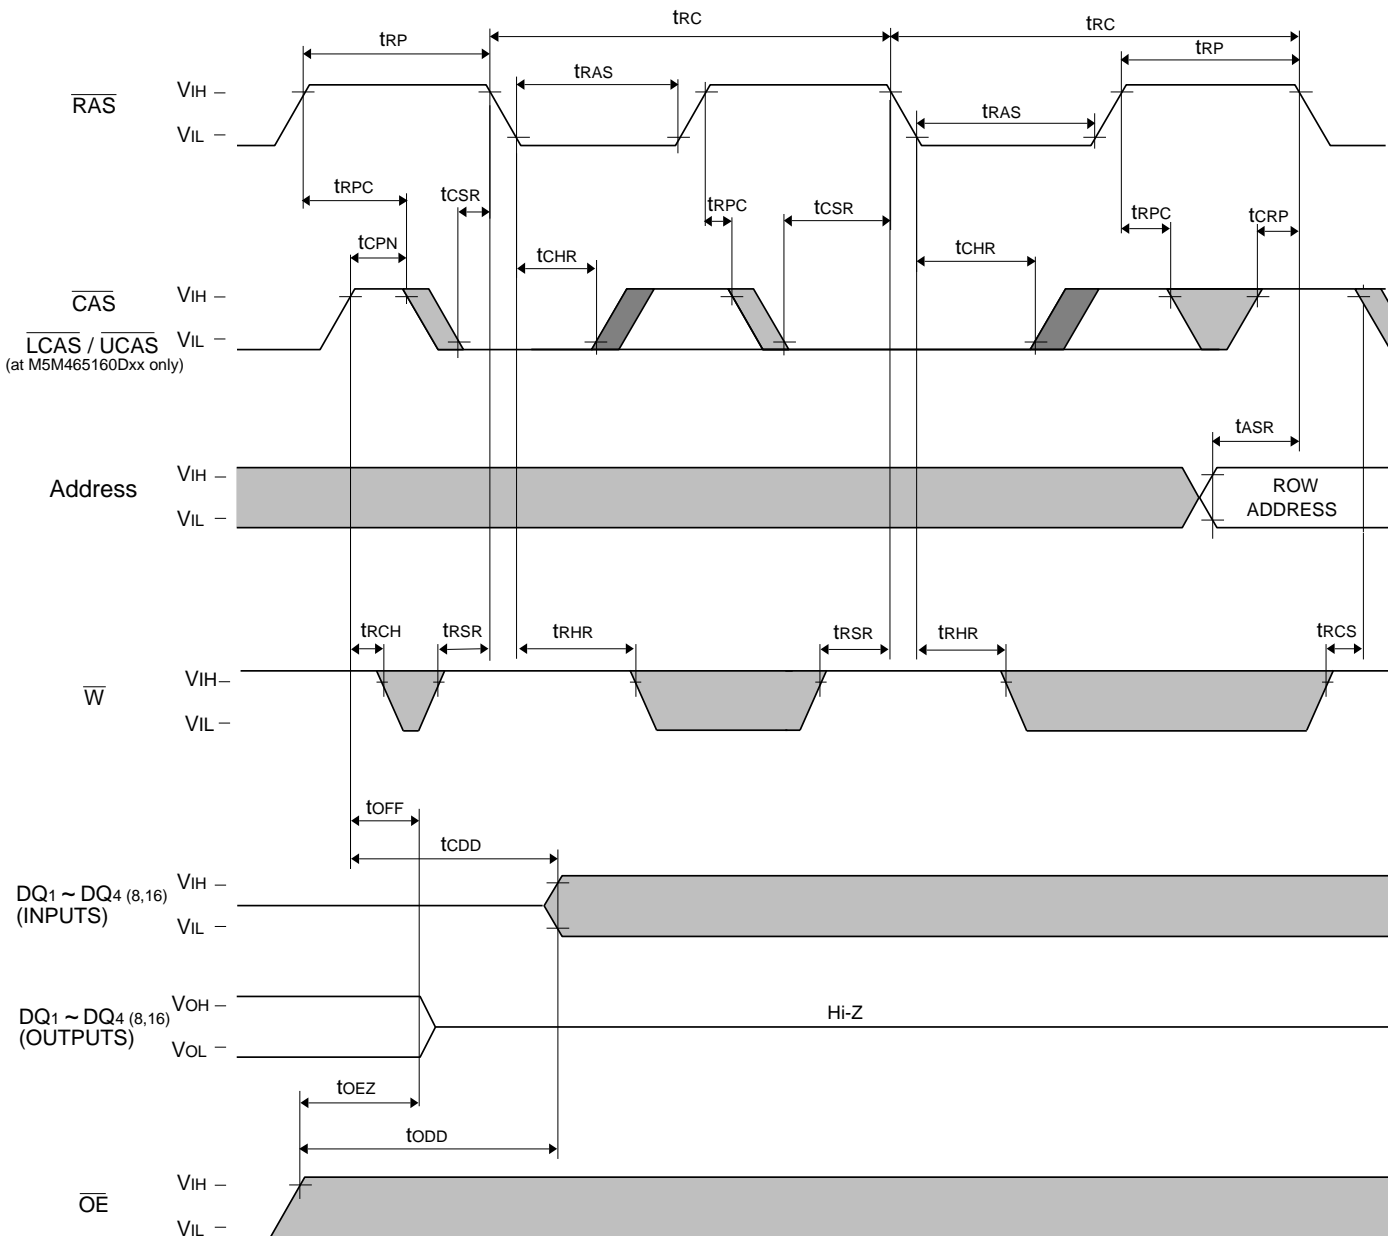 tRC
tRC
tRP
tRP
tRAS
tRAS
RAS
VIH
VIL
tRPC
tCSR
tRPC
tCSR
tRPC
tCRP
tCPN
tCHR
tCHR
CAS
VIH
LCAS / UCAS
VIL
(at M5M465160Dxx only)
tASR
Address
VIH
VIL
ROW
ADDRESS
tRCH
tRSR
tRHR
tRSR
tRHR
tRCS
W
VIH
VIL
tOFF
tCDD
DQ1 ~ DQ4 (8,16)
(INPUTS)
VIH
VIL
DQ1 ~ DQ4 (8,16)
(OUTPUTS)
VOH
VOL
Hi-Z
tOEZ
tODD
OE
VIH
VIL